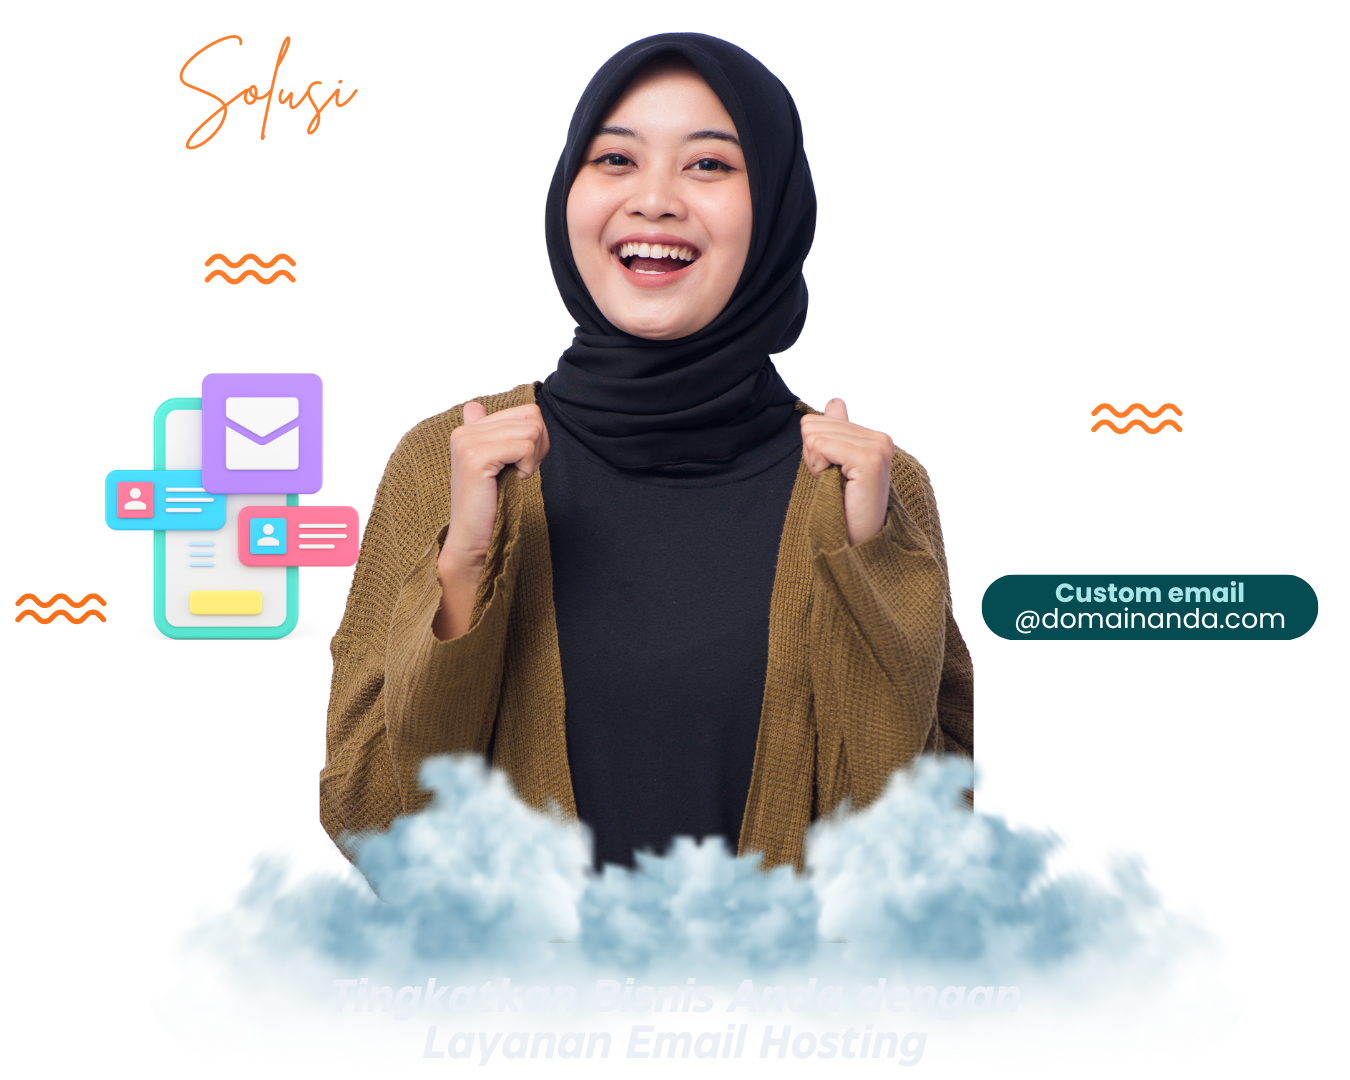 Solusi
Custom email
@domainanda.com
Tingkatkan Bisnis Anda dengan
Layanan Email Hosting